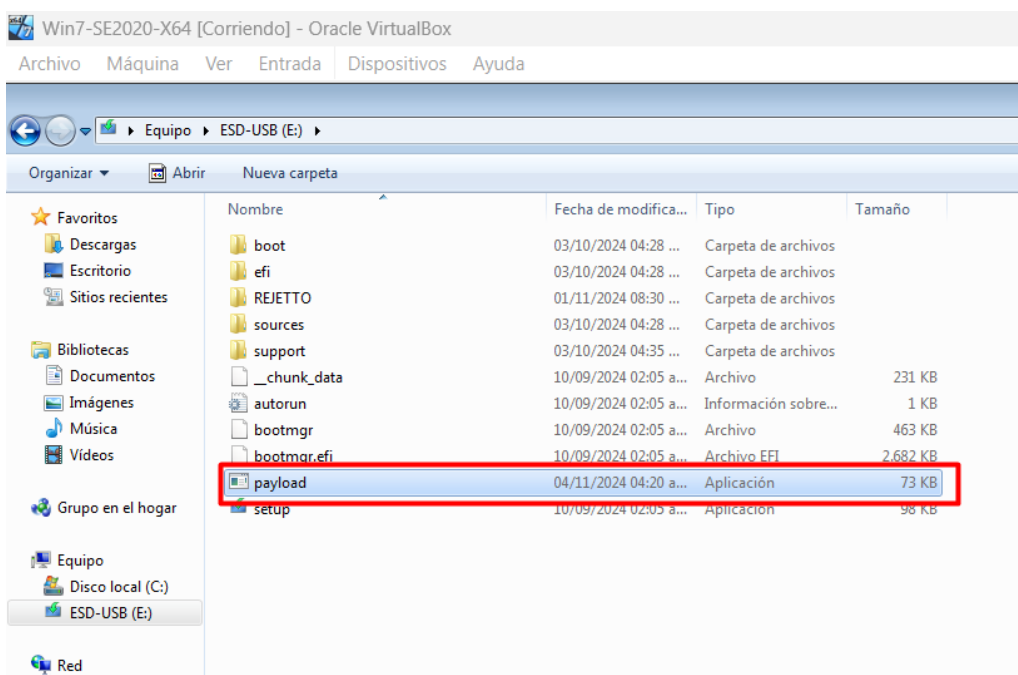 Win7-SE2020-X64 [Corriendo] - Oracle VirtualBox
Archivo Máquina Ver Entrada Dispositivos Ayuda
Equipo ESD-USB (E:)
Organizar Abrir Nueva carpeta
Favoritos
Descargas
Escritorio
Sitios recientes
Bibliotecas
Documentos
Imágenes
Música
Vídeos
Grupo en el hogar
Equipo
Disco local (C:)
ESD-USB (E:)
Red
Nombre Fecha de modifica... Tipo Tamaño
boot 03/10/2024 04:28 ... Carpeta de archivos
efi 03/10/2024 04:28 ... Carpeta de archivos
REJETTO 01/11/2024 08:30 ... Carpeta de archivos
sources 03/10/2024 04:28 ... Carpeta de archivos
support 03/10/2024 04:35 ... Carpeta de archivos
__chunk_data 10/09/2024 02:05 a... Archivo 231 KB
autorun 10/09/2024 02:05 a... Información sobre... 1 KB
bootmgr 10/09/2024 02:05 a... Archivo 463 KB
bootmgr.efi 10/09/2024 02:05 a... Archivo EFI 2.682 KB
payload 04/11/2024 04:20 a... Aplicación 73 KB
setup 10/09/2024 02:05 a... Aplicación 98 KB